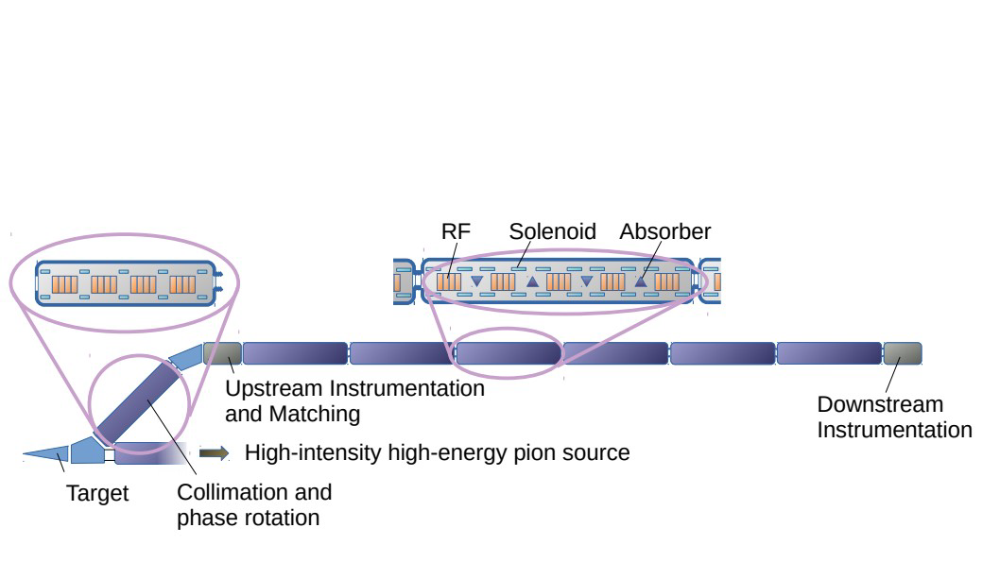 RF Solenoid Absorber
Upstream Instrumentation
and Matching
Downstream
Instrumentation
High-intensity high-energy pion source
Target
Collimation and
phase rotation